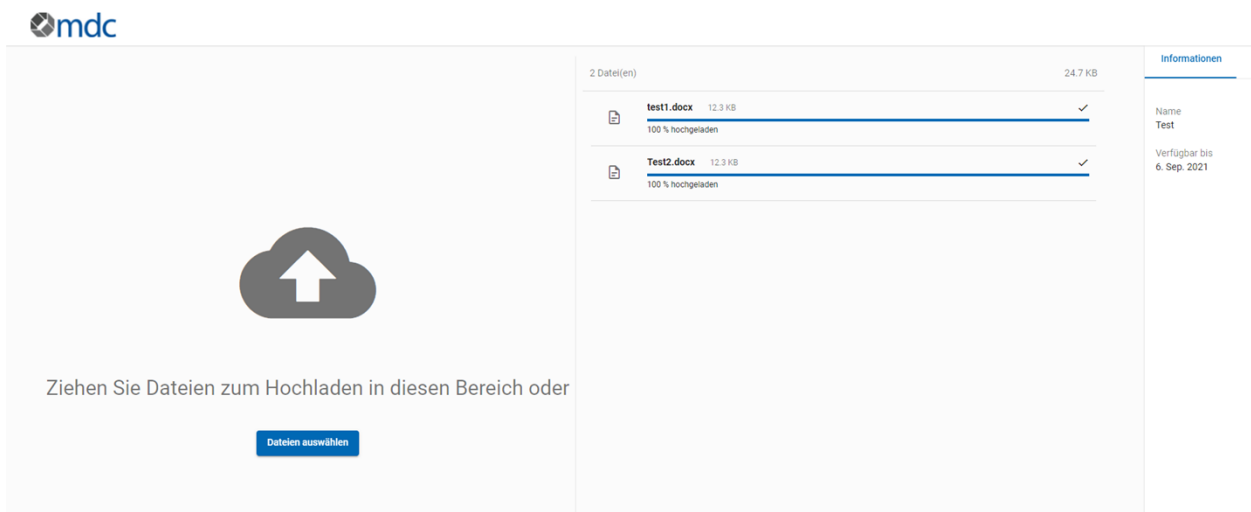 mdc
2 Datei(en) 24.7 KB
test1.docx 12.3 KB
100 % hochgeladen
Test2.docx 12.3 KB
100 % hochgeladen
Ziehen Sie Dateien zum Hochladen in diesen Bereich oder
Dateien auswählen
Informationen
Name
Test
Verfügbar bis
6. Sep. 2021